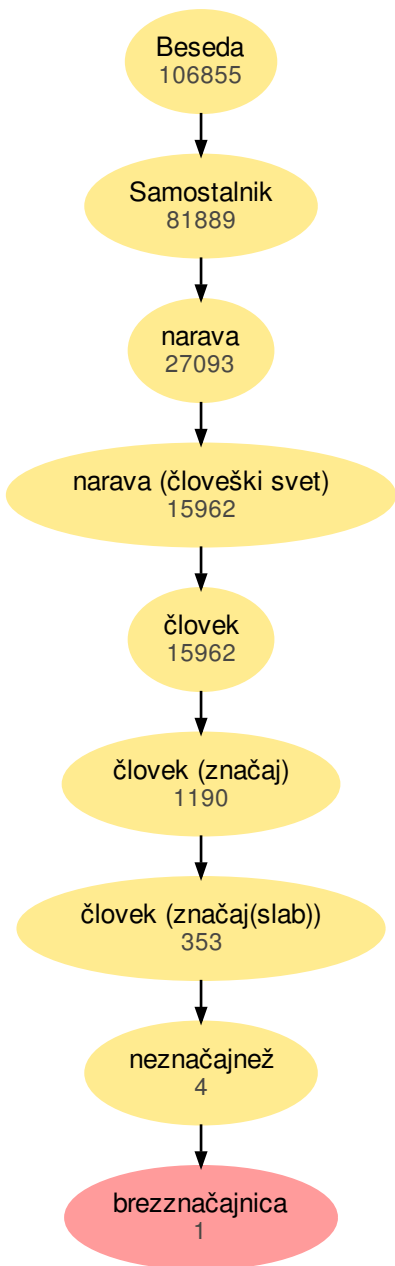 Beseda
106855
Samostalnik
81889
narava
27093
narava (človeški svet)
15962
človek
15962
človek (značaj)
1190
človek (značaj(slab))
353
neznačajnež
4
brezznačajnica
1